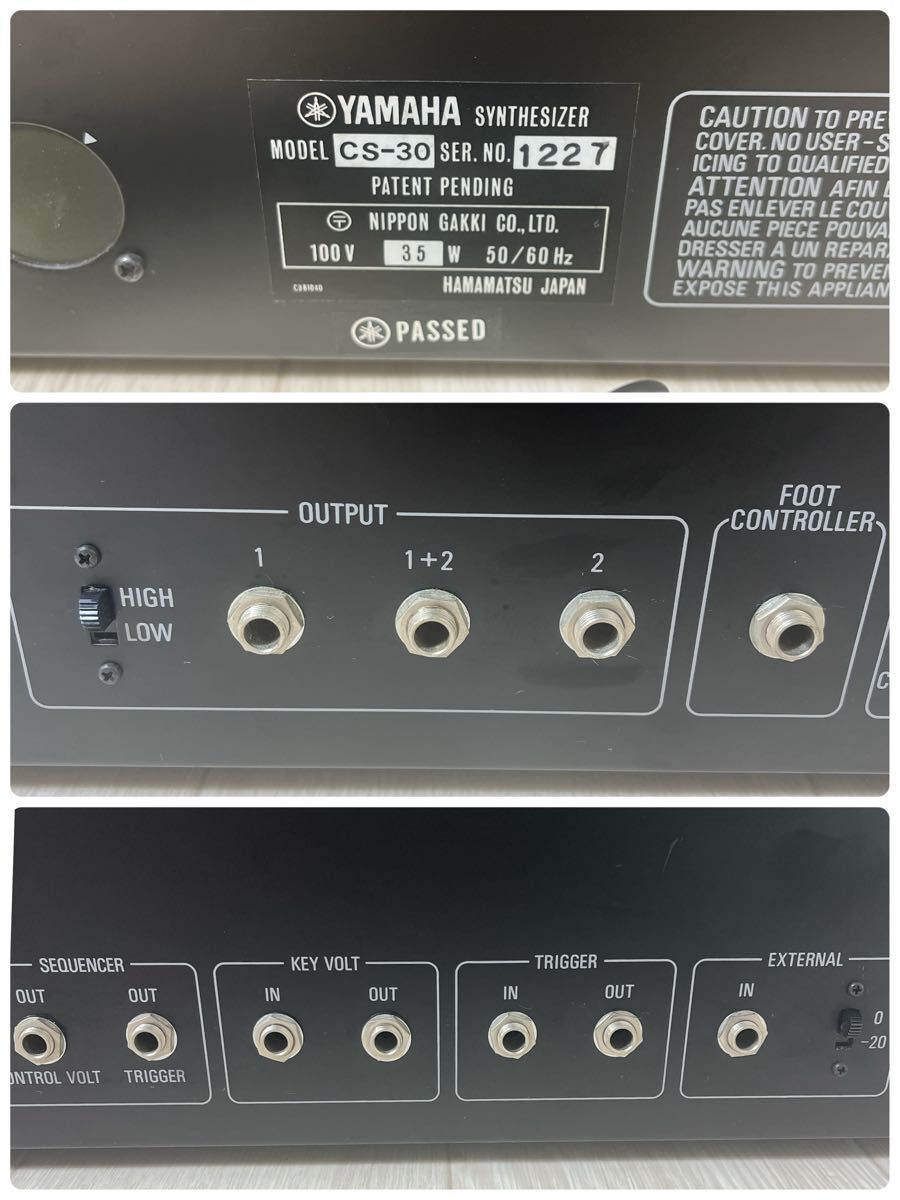 YAMAHA SYNTHESIZER
MODEL CS-30 SER. NO. 1227
PATENT PENDING
NIPPON GAKKI CO., LTD.
100 V 35 W 50/60 Hz
HAMAMATSU JAPAN
PASSED
CAUTION TO PRE
COVER. NO USER-S
ICING TO QUALIFIED
ATTENTION AFIN
PAS ENLEVER LE COU
AUCUNE PIECE POUVA
DRESSER A UN REPAR
WARNING TO PREVEN
EXPOSE THIS APPLIAN
OUTPUT
HIGH
LOW
1
1+2
2
FOOT
CONTROLLER
C
SEQUENCER
OUT
OUT
ONTROL VOLT
TRIGGER
KEY VOLT
IN
OUT
TRIGGER
IN
OUT
EXTERNAL
IN
0
-20